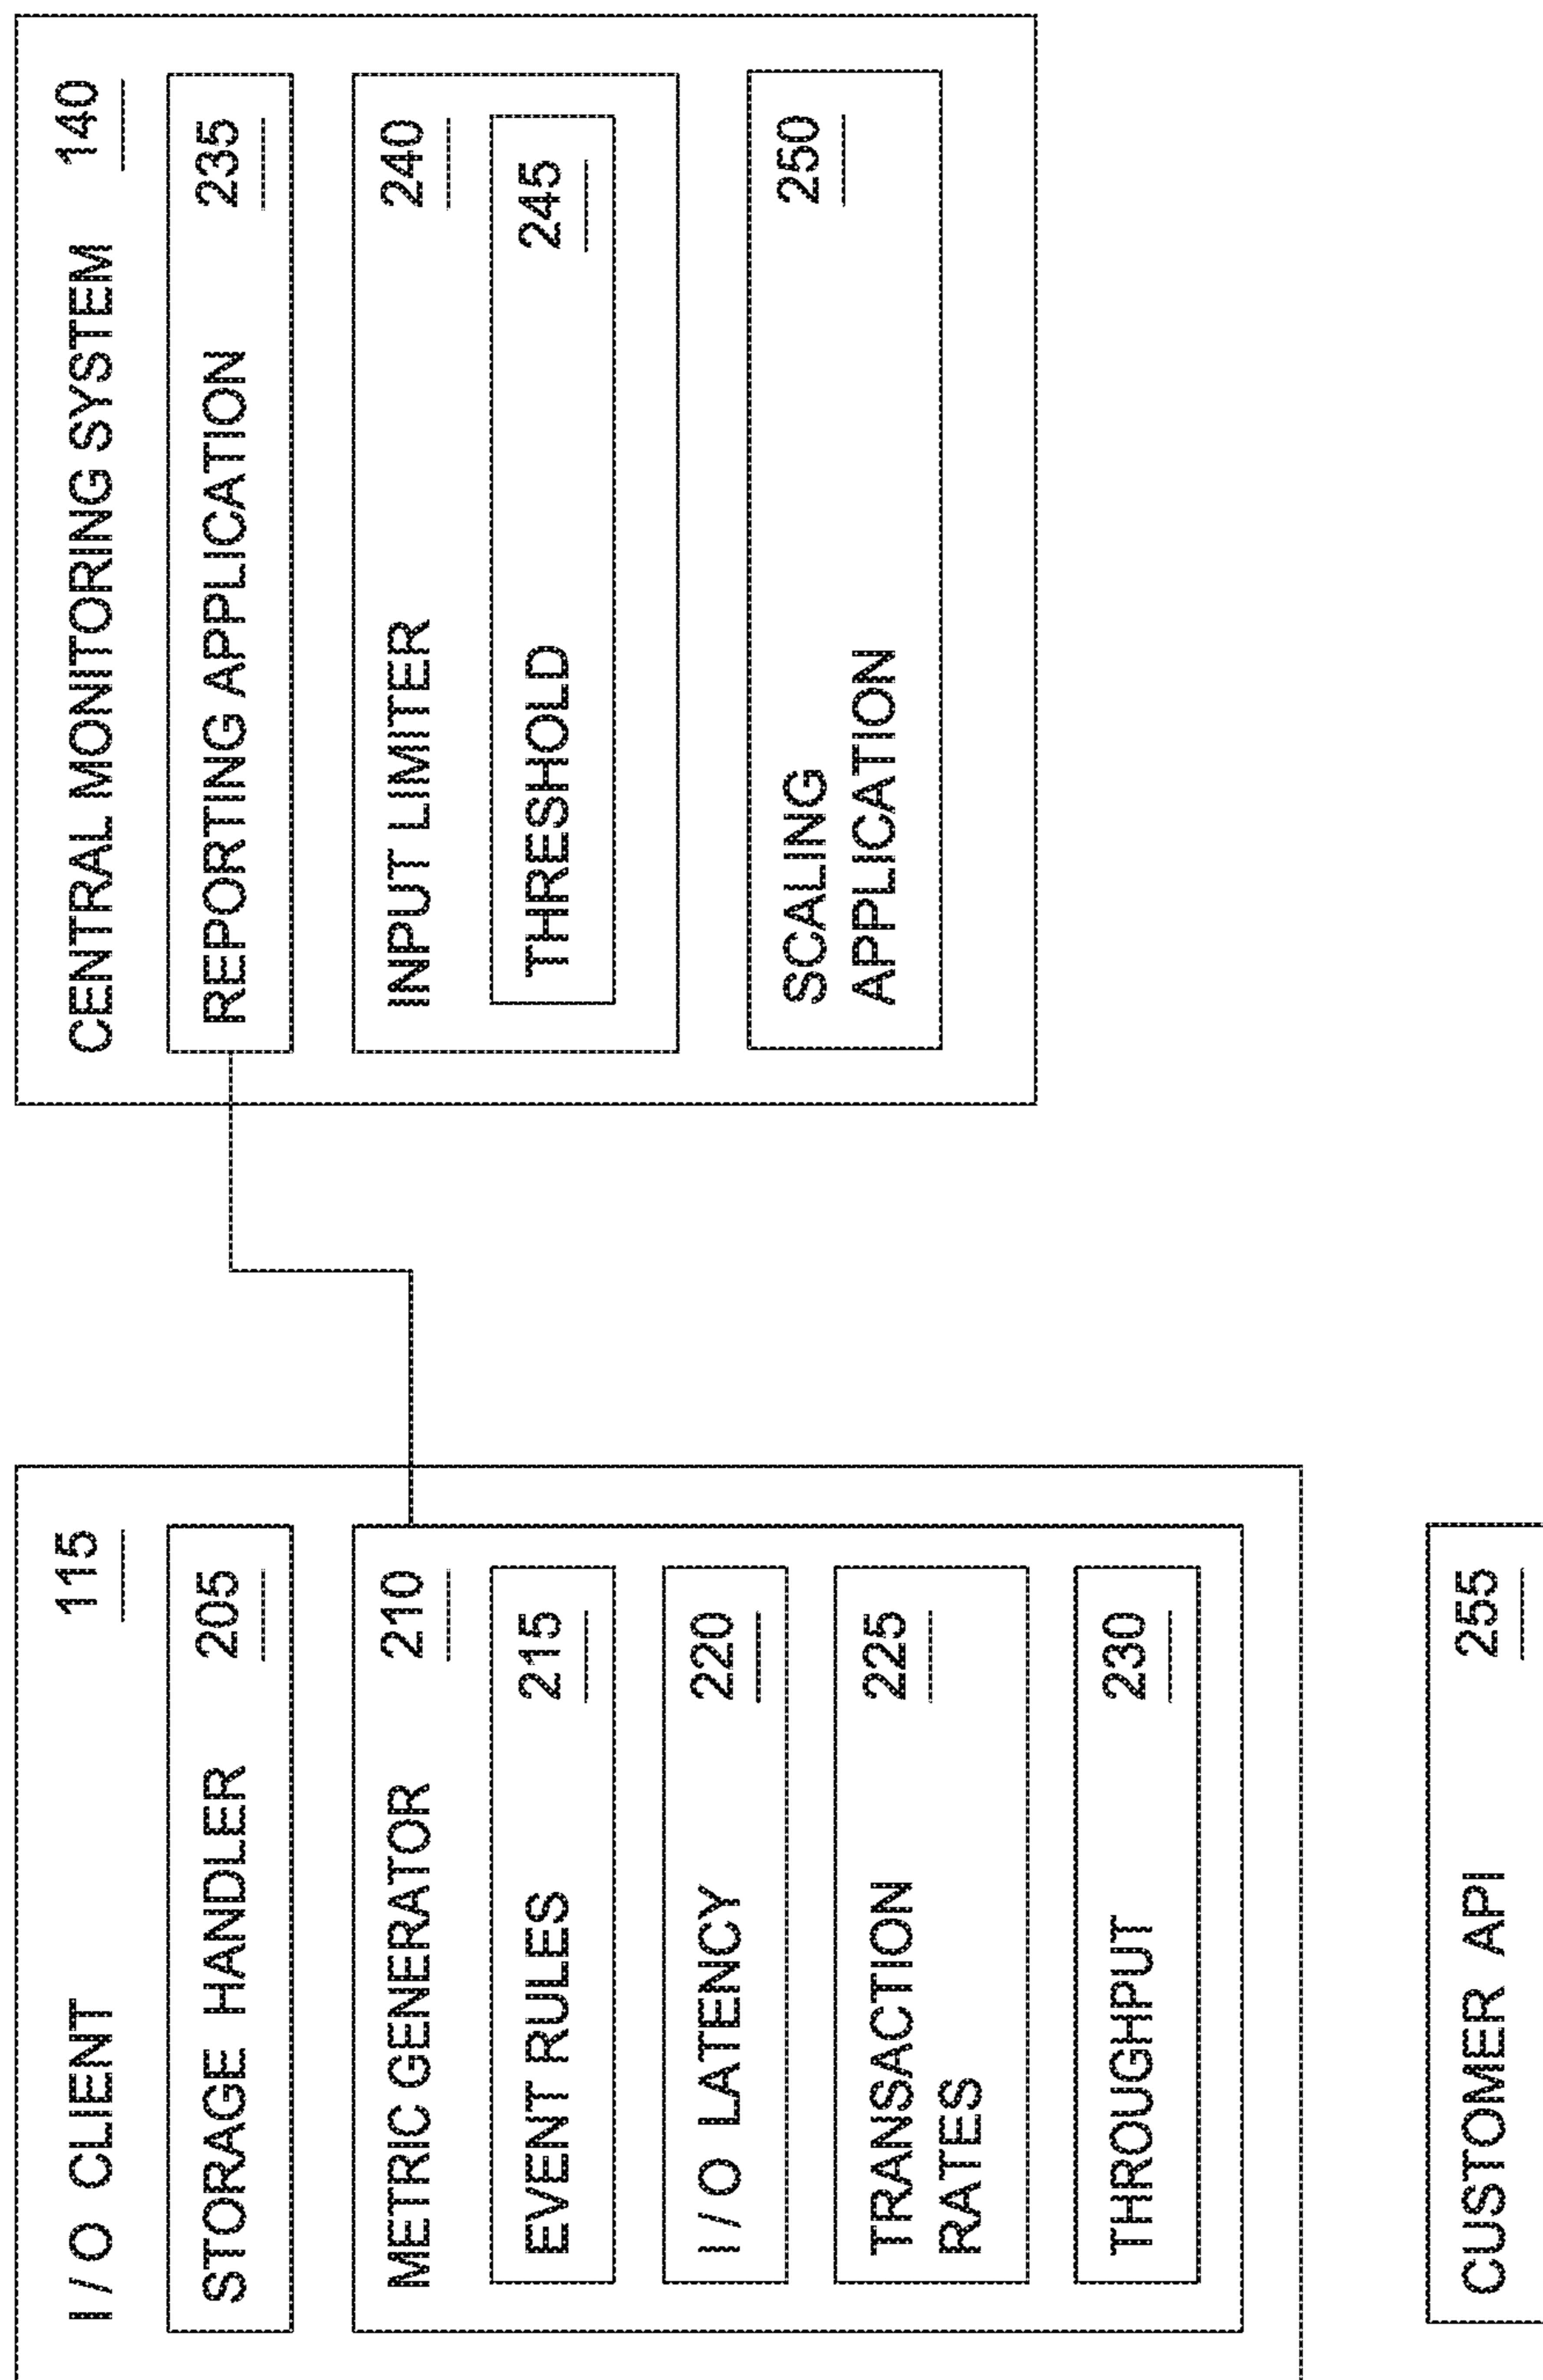 I / O CLIENT 115
STORAGE HANDLER 205
METRIC GENERATOR 210
EVENT RULES 215
I / O LATENCY 220
TRANSACTION 225
RATES
THROUGHPUT 230
CUSTOMER API 255
CENTRAL MONITORING SYSTEM 140
REPORTING APPLICATION 235
INPUT LIMITER 240
THRESHOLD 245
SCALING 250
APPLICATION